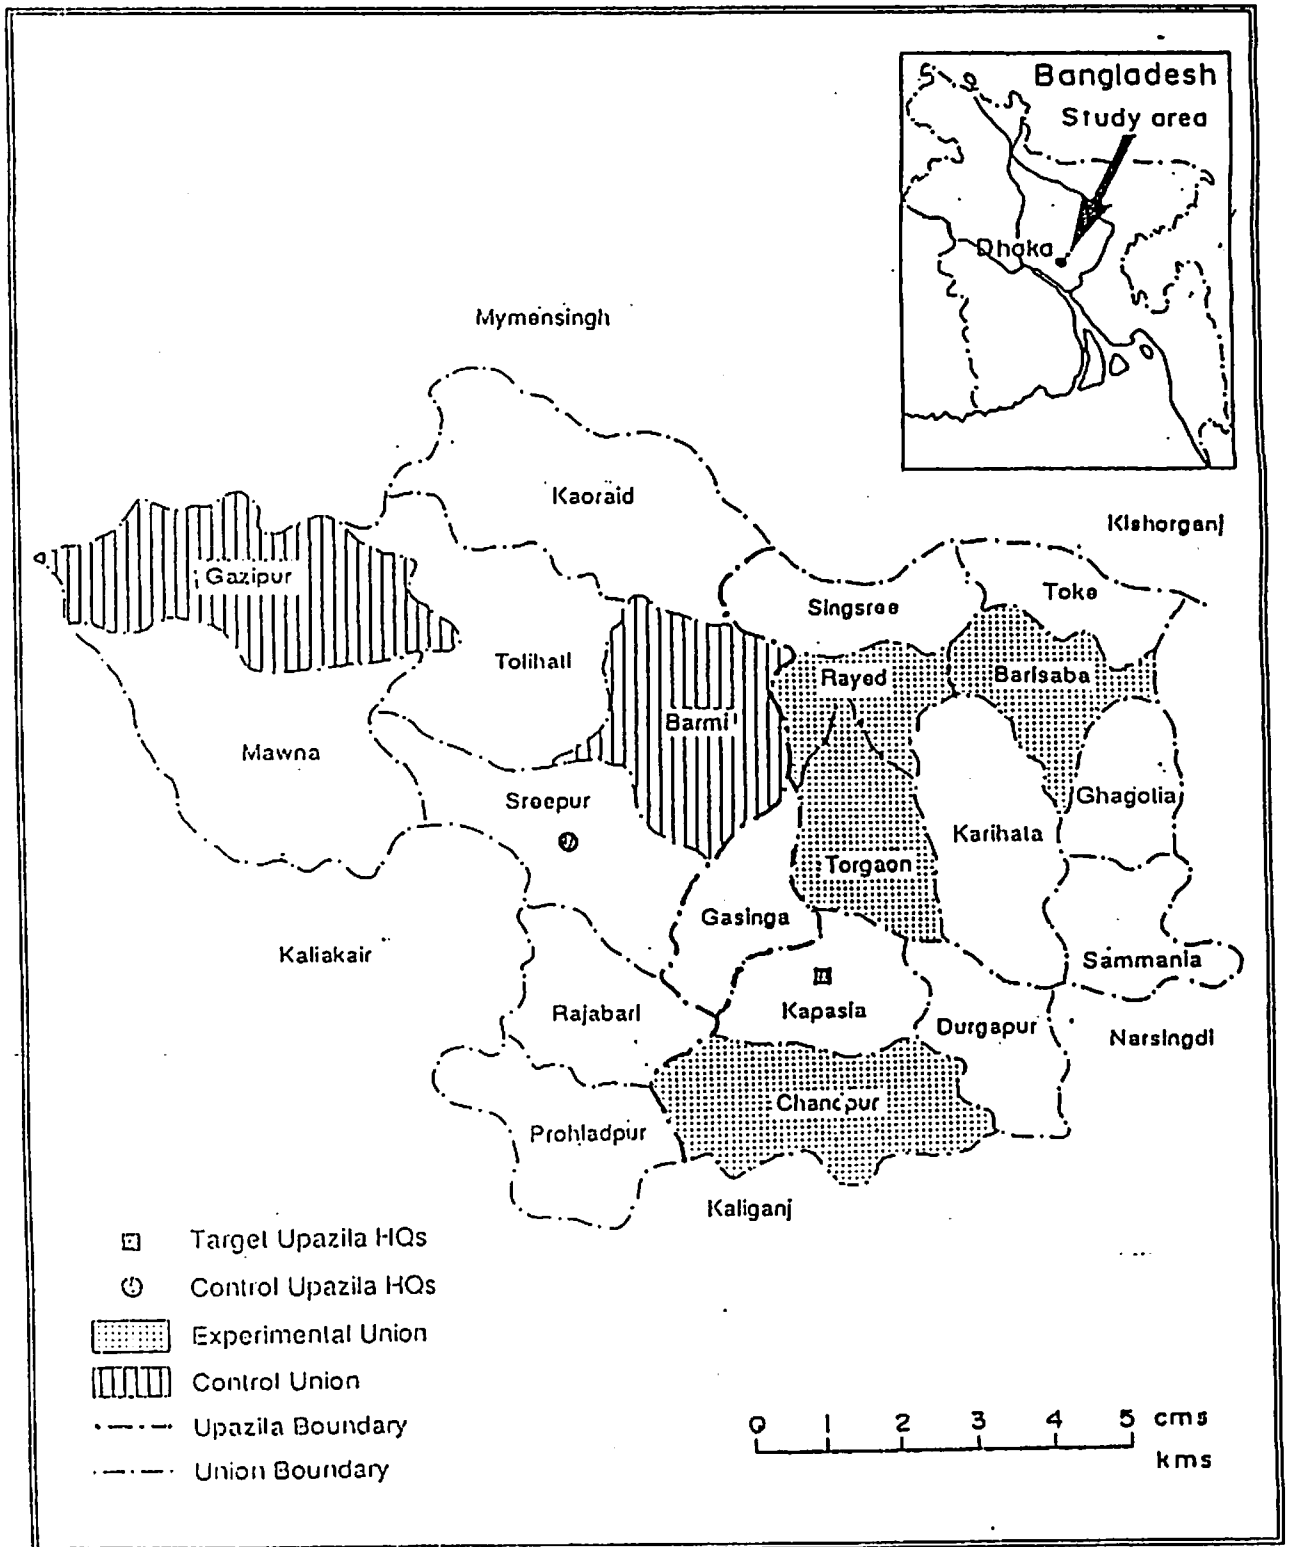 Bangladesh
Study area
Dhaka
Mymensingh
Kaoraid
Kishorganj
Gazipur
Singsree
Toke
Tolihati
Rayed
Barisaba
Barmi
Mawna
Sreepur
Ghagolia
Karihata
Torgaon
Gasinga
Kaliakair
Sammania
Rajabari
Kapasia
Durgapur
Narsingdi
Chandpur
Prohladpur
Kaliganj
Target Upazila HQs
Control Upazila HQs
Experimental Union
Control Union
Upazila Boundary
Union Boundary
0 1 2 3 4 5 cms
kms